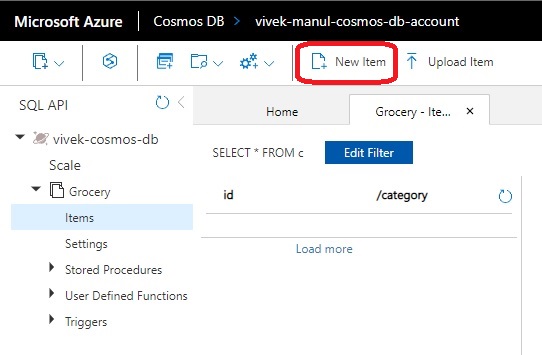 Microsoft Azure Cosmos DB > vivek-manul-cosmos-db-account
New Item Upload Item
SQL API
Home Grocery - Ite... ×
vivek-cosmos-db
Scale
Grocery
Items
Settings
Stored Procedures
User Defined Functions
Triggers
SELECT * FROM c Edit Filter
id /category
Load more